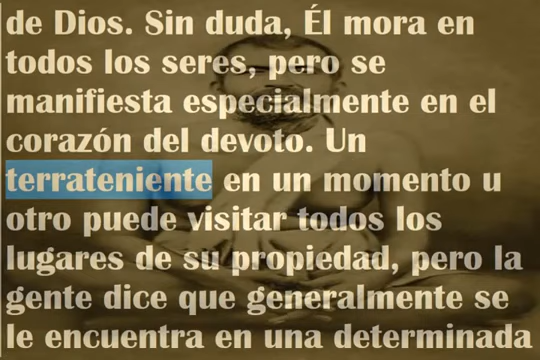 de Dios. Sin duda, Él mora en
todos los seres, pero se
manifiesta especialmente en el
corazón del devoto. Un
terrateniente en un momento u
otro puede visitar todos los
lugares de su propiedad, pero la
gente dice que generalmente se
le encuentra en una determinada